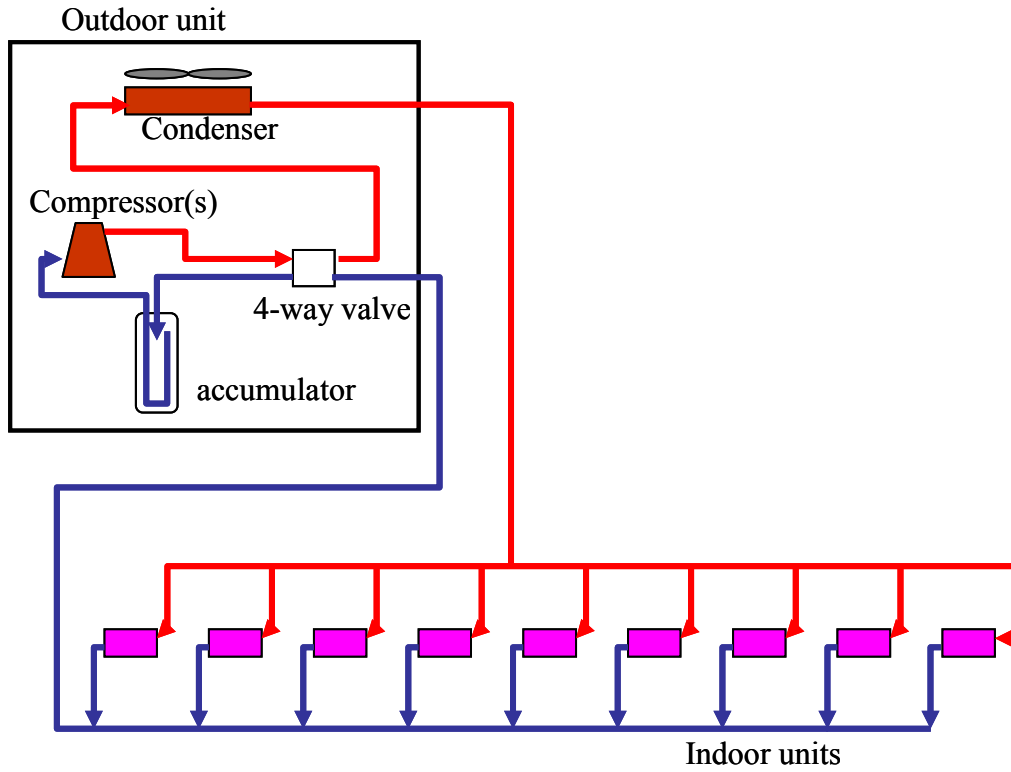 Outdoor unit
Condenser
Compressor(s)
4-way valve
accumulator
Indoor units